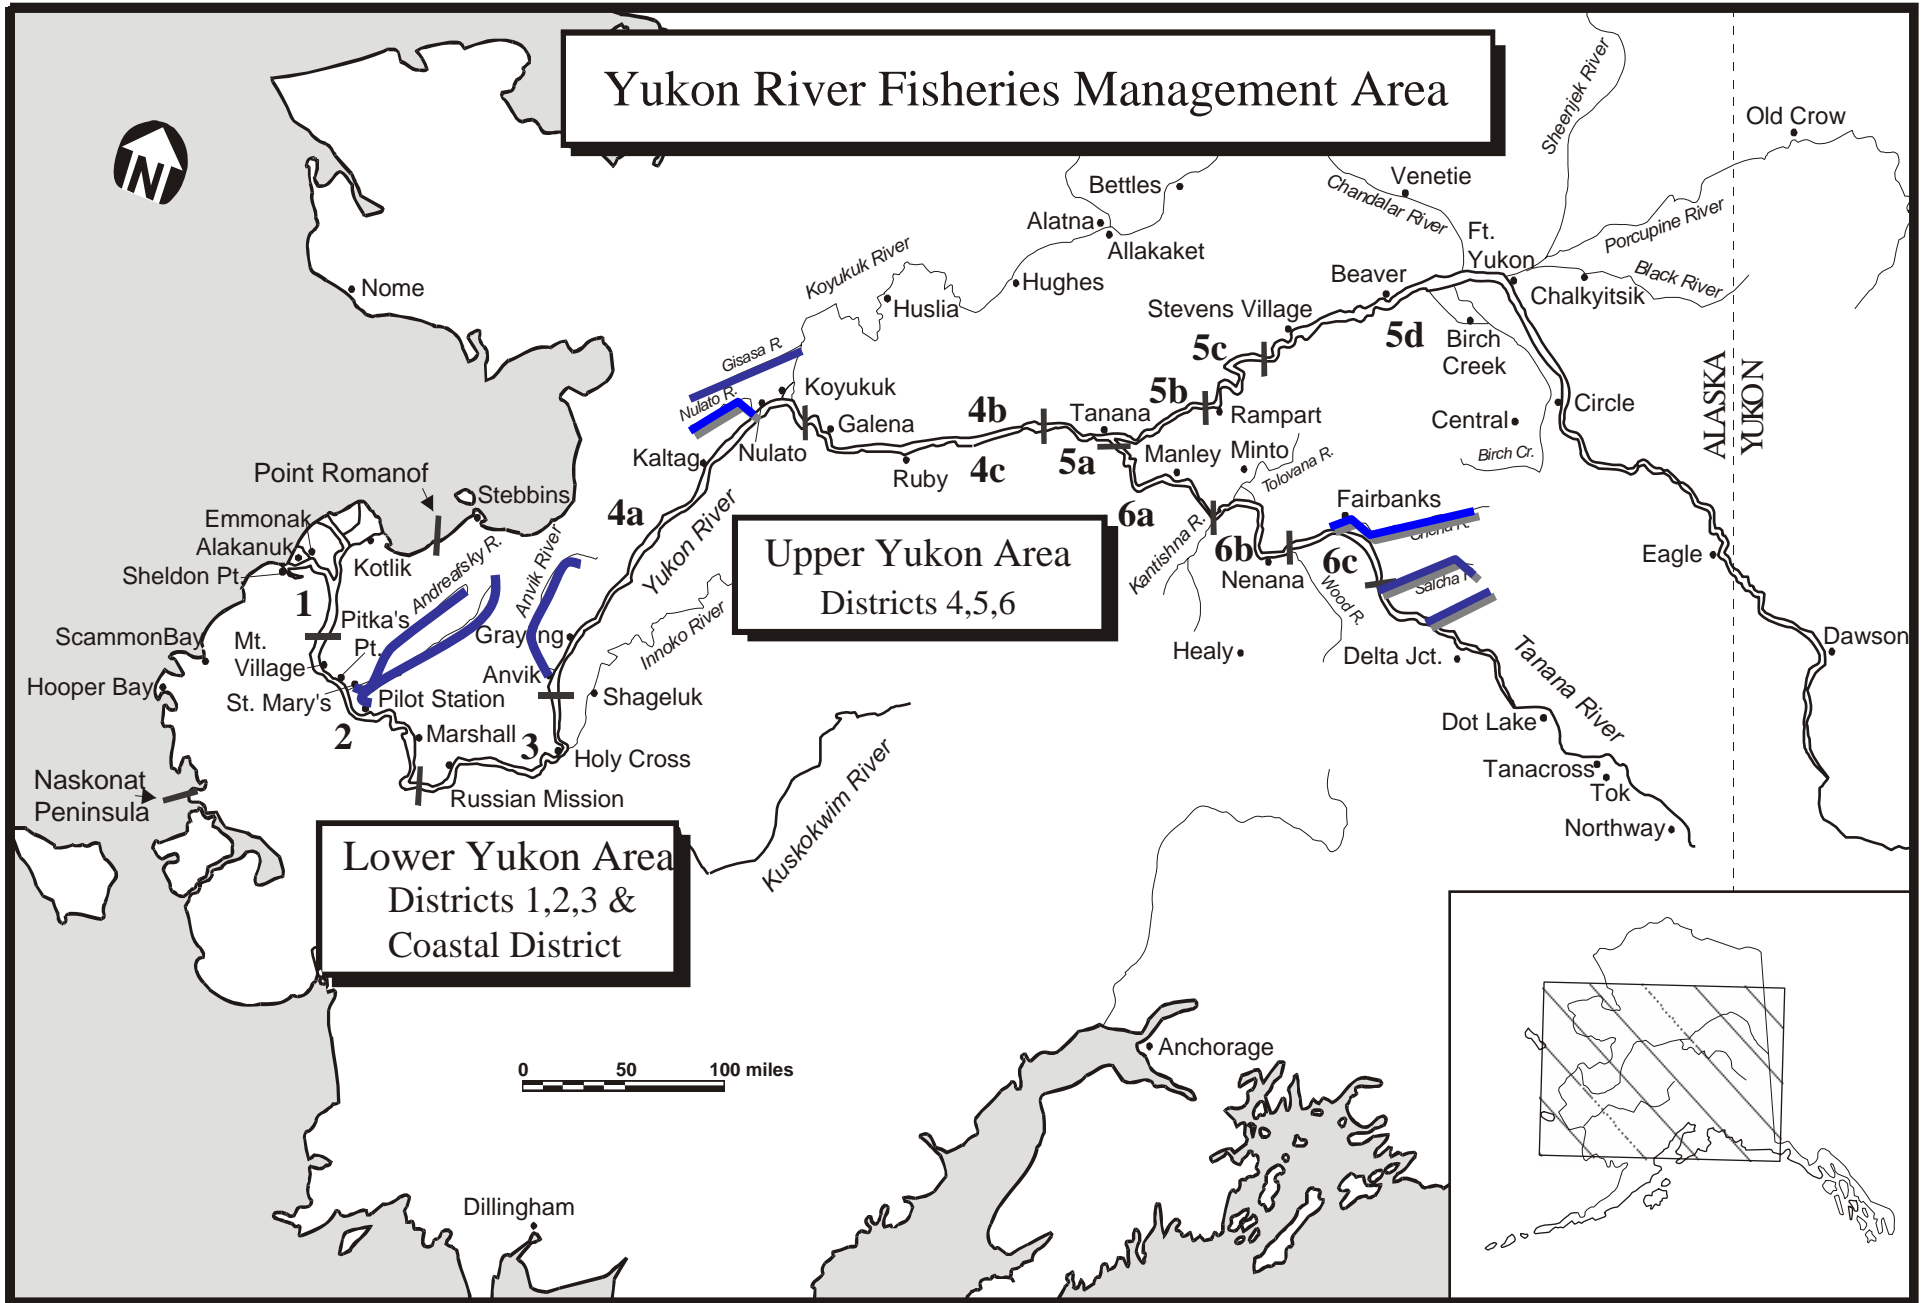 Yukon River Fisheries Management Area
N
Sheenjek River
Old Crow
Venetie
Chandalar River
Bettles
Alatna
Allakaket
Porcupine River
Ft.
Yukon
Koyukuk River
Hughes
Beaver
Black River
Chalkyitsik
Nome
Huslia
Stevens Village
5d
Birch
Creek
5c
Gisasa R.
ALASKA
YUKON
Koyukuk
Nulato R.
5b
Rampart
Circle
Central
4b
Tanana
Galena
Kaltag
Nulato
Manley
Minto
Birch Cr.
Point Romanof
5a
4c
Ruby
Tolovana R.
Stebbins
Fairbanks
Emmonak
4a
6a
Alakanuk
Kotlik
Yukon River
Upper Yukon Area
Districts 4,5,6
Kantishna R.
6b
6c
Chena R.
Eagle
Sheldon Pt.
Andreafsky R.
Anvik River
Nenana
Salcha R
1
Wood R.
Pitka's
Pt.
Grayling
Innoko River
ScammonBay
Mt.
Village
Healy
Delta Jct.
Tanana River
Dawson
Anvik
Hooper Bay
St. Mary's
Pilot Station
Shageluk
2
Marshall
3
Dot Lake
Holy Cross
Kuskokwim River
Naskonat
Peninsula
Russian Mission
Tanacross
Tok
Northway
Lower Yukon Area
Districts 1,2,3 &
Coastal District
Anchorage
0 50 100 miles
Dillingham